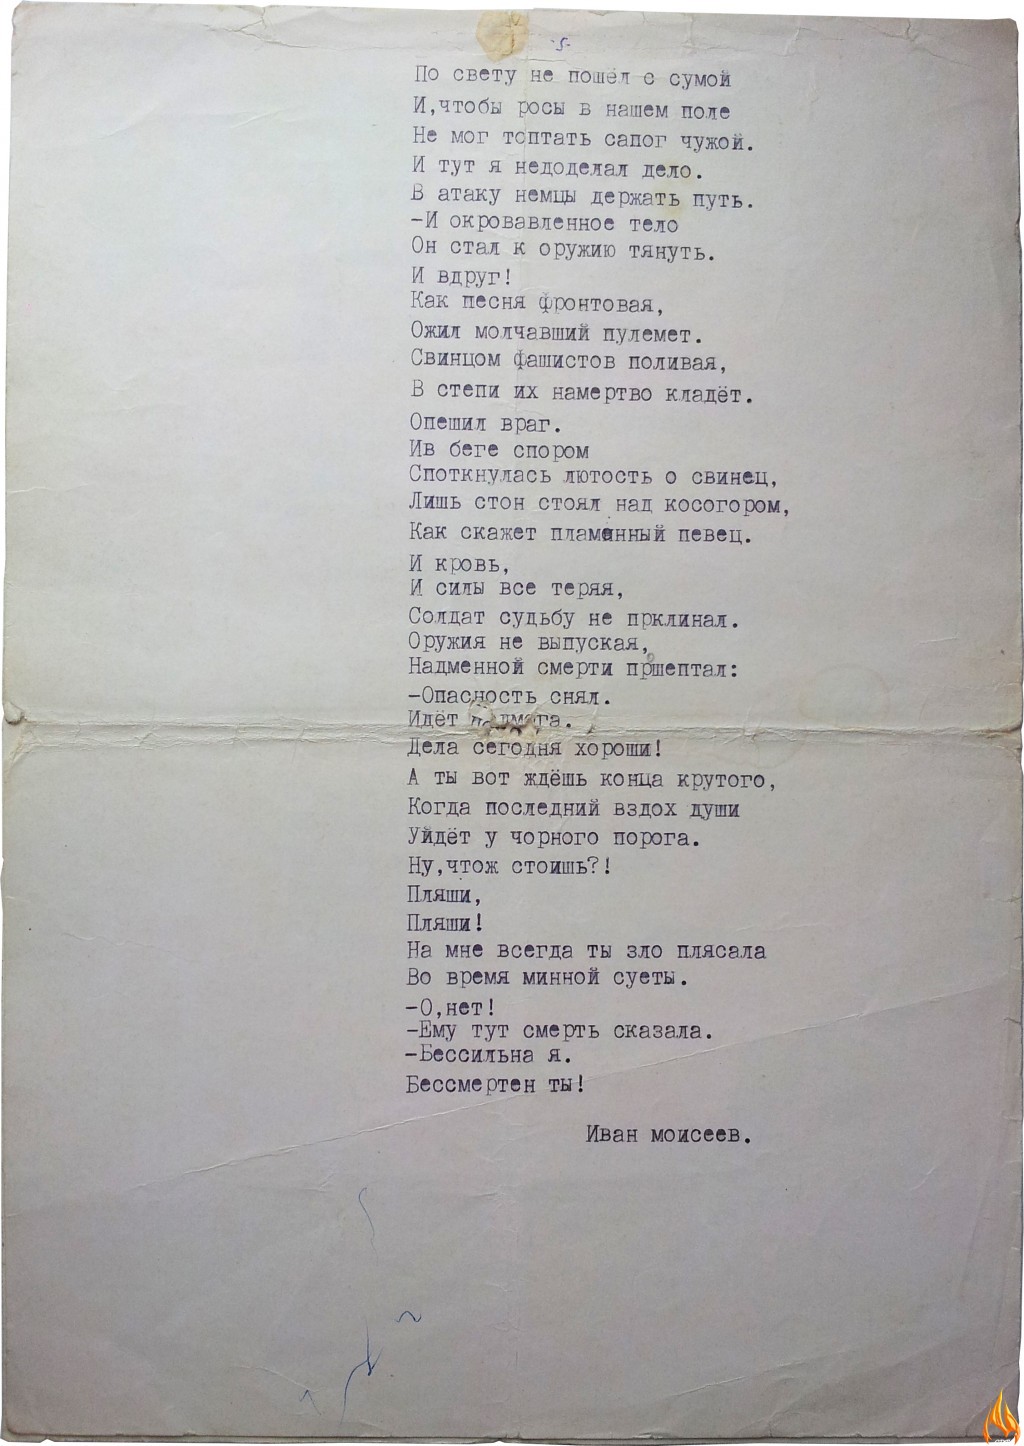 -5-
По свету не пошёл с сумой
И,чтобы росы в нашем поле
Не мог топтать сапог чужой.
И тут я недоделал дело.
В атаку немцы держать путь.
-И окровавленное тело
Он стал к оружию тянуть.
И вдруг!
Как песня фронтовая,
Ожил молчавший пулемет.
Свинцом фашистов поливая,
В степи их намертво кладёт.
Опешил враг.
Ив беге спором
Споткнулась лютость о свинец,
Лишь стон стоял над косогором,
Как скажет пламенный певец.
И кровь,
И силы все теряя,
Солдат судьбу не прклинал.
Оружия не выпуская,
Надменной смерти пршептал:
-Опасность снял.
Идёт подмога.
Дела сегодня хороши!
А ты вот ждёшь конца крутого,
Когда последний вздох души
Уйдёт у чорного порога.
Ну,чтож стоишь?!
Пляши,
Пляши!
На мне всегда ты зло плясала
Во время минной суеты.
-О,нет!
-Ему тут смерть сказала.
-Бессильна я.
Бессмертен ты!
Иван моисеев.